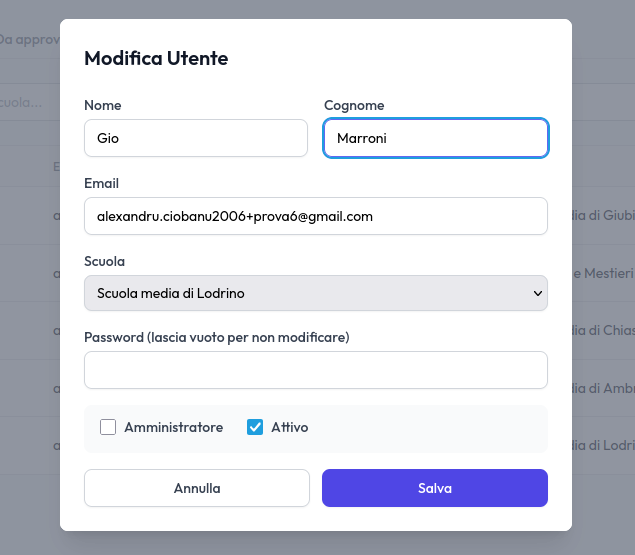 Da approv
Modifica Utente
Nome
Cognome
cuola...
Gio
Marroni
E
Email
a
alexandru.ciobanu2006+prova6@gmail.com
dia di Giubi
Scuola
a
Scuola media di Lodrino
e Mestieri
a
Password (lascia vuoto per non modificare)
dia di Chias
a
dia di Amb
Amministratore
Attivo
a
dia di Lodri
Annulla
Salva